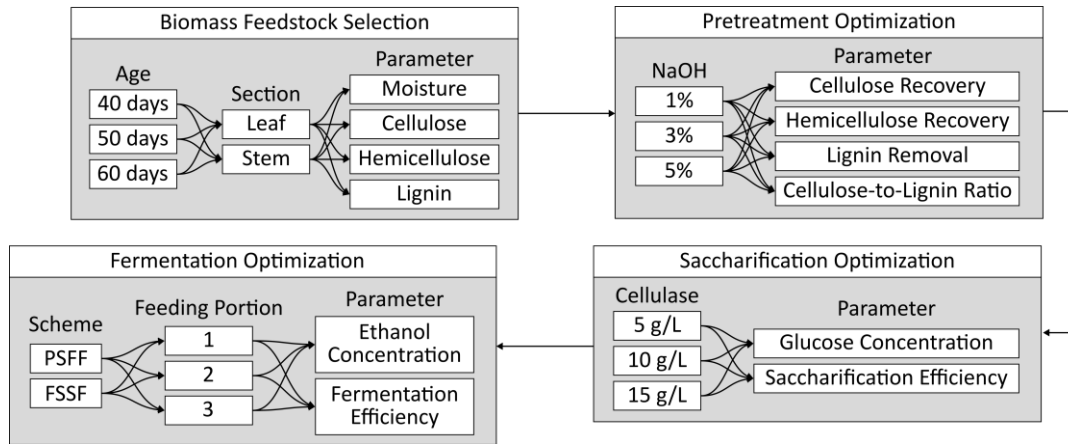 Biomass Feedstock Selection
Age
40 days
50 days
60 days
Section
Leaf
Stem
Parameter
Moisture
Cellulose
Hemicellulose
Lignin
Pretreatment Optimization
NaOH
1%
3%
5%
Parameter
Cellulose Recovery
Hemicellulose Recovery
Lignin Removal
Cellulose-to-Lignin Ratio
Saccharification Optimization
Cellulase
5 g/L
10 g/L
15 g/L
Parameter
Glucose Concentration
Saccharification Efficiency
Fermentation Optimization
Scheme
PSFF
FSSF
Feeding Portion
1
2
3
Parameter
Ethanol
Concentration
Fermentation
Efficiency